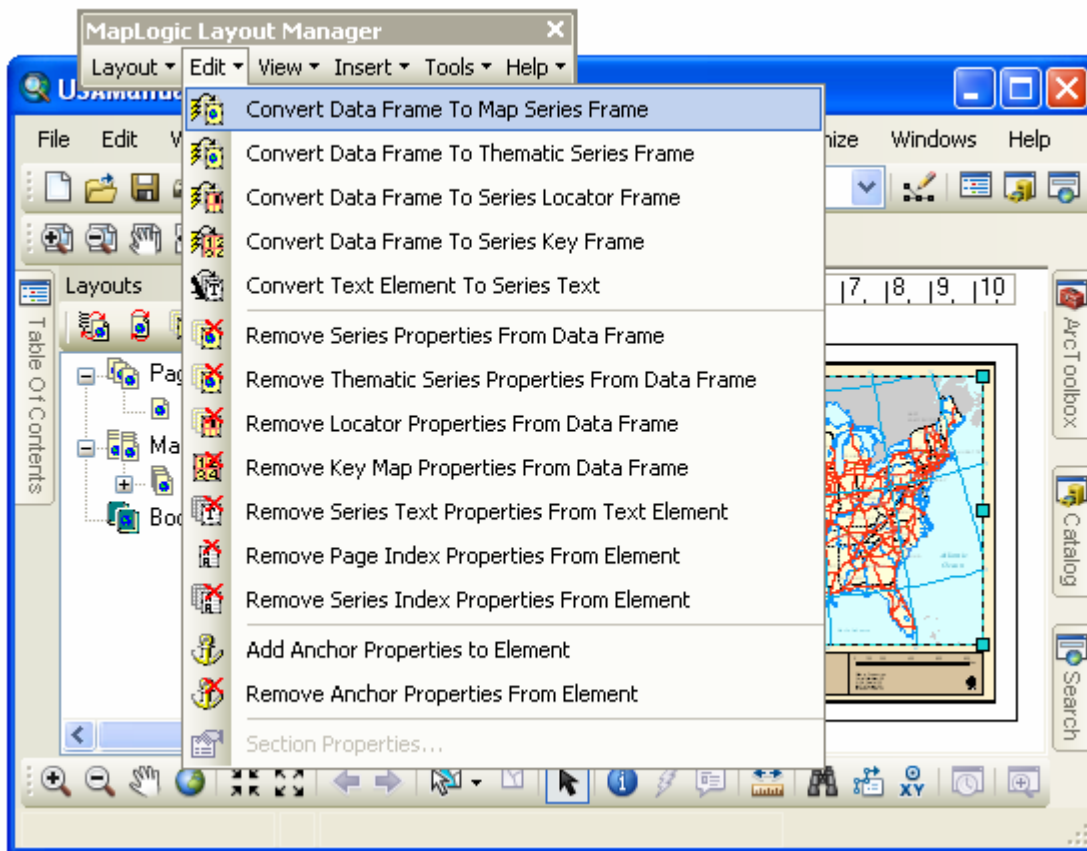 MapLogic Layout Manager
Layout Edit View Insert Tools Help
File Edit
Windows Help
Convert Data Frame To Map Series Frame
Convert Data Frame To Thematic Series Frame
Convert Data Frame To Series Locator Frame
Convert Data Frame To Series Key Frame
Convert Text Element To Series Text
Remove Series Properties From Data Frame
Remove Thematic Series Properties From Data Frame
Remove Locator Properties From Data Frame
Remove Key Map Properties From Data Frame
Remove Series Text Properties From Text Element
Remove Page Index Properties From Element
Remove Series Index Properties From Element
Add Anchor Properties to Element
Remove Anchor Properties From Element
Section Properties...
Layouts
Table Of Contents
7 8 9 10
ArcToolbox
Catalog
Search
XY